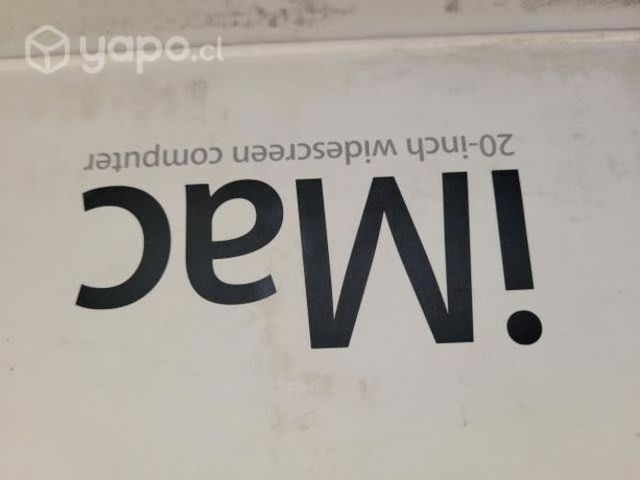 yapo.cl
iMac
20-inch widescreen computer